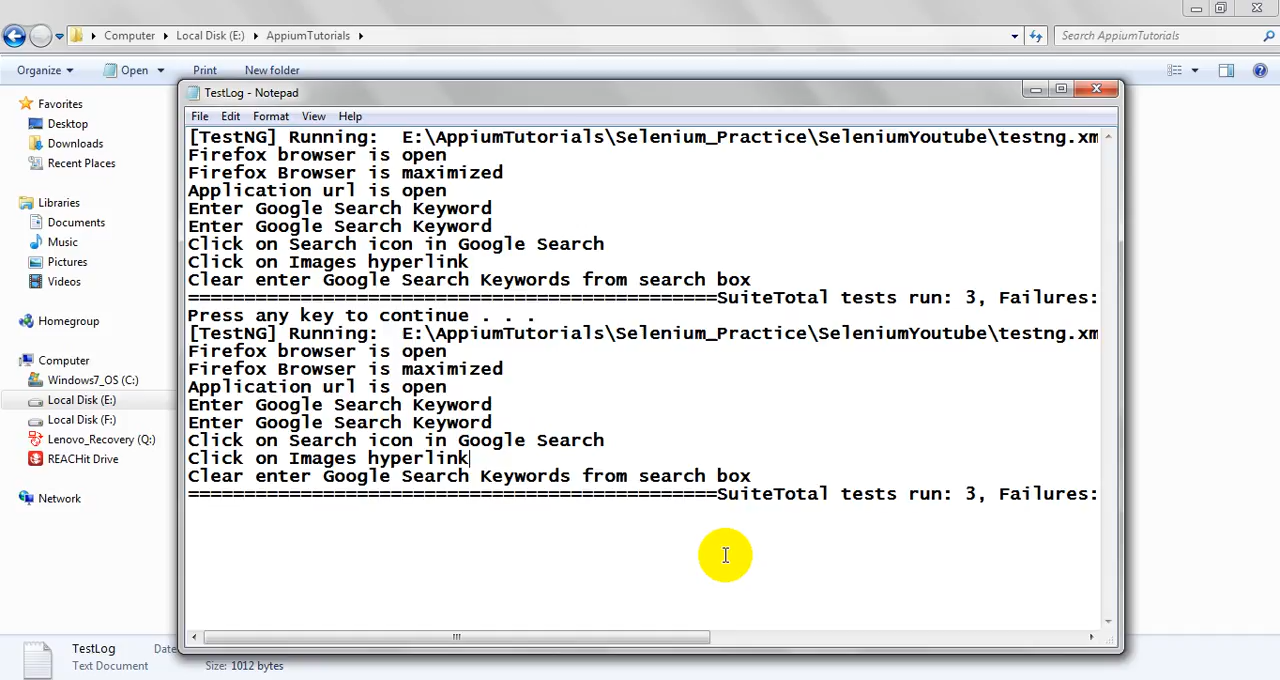 Computer Local Disk (E:) AppiumTutorials Search AppiumTutorials
Organize Open Print New folder
Favorites
Desktop
Downloads
Recent Places
Libraries
Documents
Music
Pictures
Videos
Homegroup
Computer
Windows7_OS (C:)
Local Disk (E:)
Local Disk (F:)
Lenovo_Recovery (Q:)
REACHit Drive
Network
TestLog - Notepad
File Edit Format View Help
[TestNG] Running:  E:\AppiumTutorials\Selenium_Practice\SeleniumYoutube\testng.xm
Firefox browser is open
Firefox Browser is maximized
Application url is open
Enter Google Search Keyword
Enter Google Search Keyword
Click on Search icon in Google Search
Click on Images hyperlink
Clear enter Google Search Keywords from search box
===============================================SuiteTotal tests run: 3, Failures:
Press any key to continue . . .
[TestNG] Running:  E:\AppiumTutorials\Selenium_Practice\SeleniumYoutube\testng.xm
Firefox browser is open
Firefox Browser is maximized
Application url is open
Enter Google Search Keyword
Enter Google Search Keyword
Click on Search icon in Google Search
Click on Images hyperlink
Clear enter Google Search Keywords from search box
===============================================SuiteTotal tests run: 3, Failures:
TestLog Date
Text Document Size: 1012 bytes